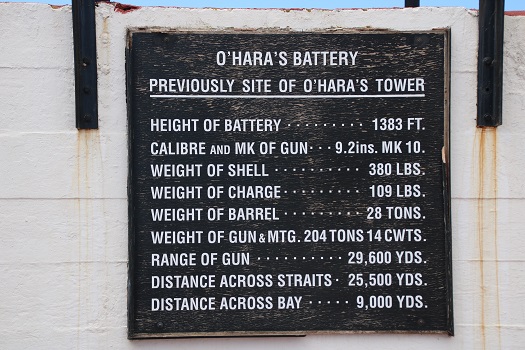 O'HARA'S BATTERY
PREVIOUSLY SITE OF O'HARA'S TOWER
HEIGHT OF BATTERY · · · · · · · · · 1383 FT.
CALIBRE AND MK OF GUN · · · 9.2ins. MK 10.
WEIGHT OF SHELL · · · · · · · · · · 380 LBS.
WEIGHT OF CHARGE · · · · · · · · · 109 LBS.
WEIGHT OF BARREL · · · · · · · · · 28 TONS.
WEIGHT OF GUN & MTG. 204 TONS 14 CWTS.
RANGE OF GUN · · · · · · · · · · 29,600 YDS.
DISTANCE ACROSS STRAITS · 25,500 YDS.
DISTANCE ACROSS BAY · · · · · 9,000 YDS.